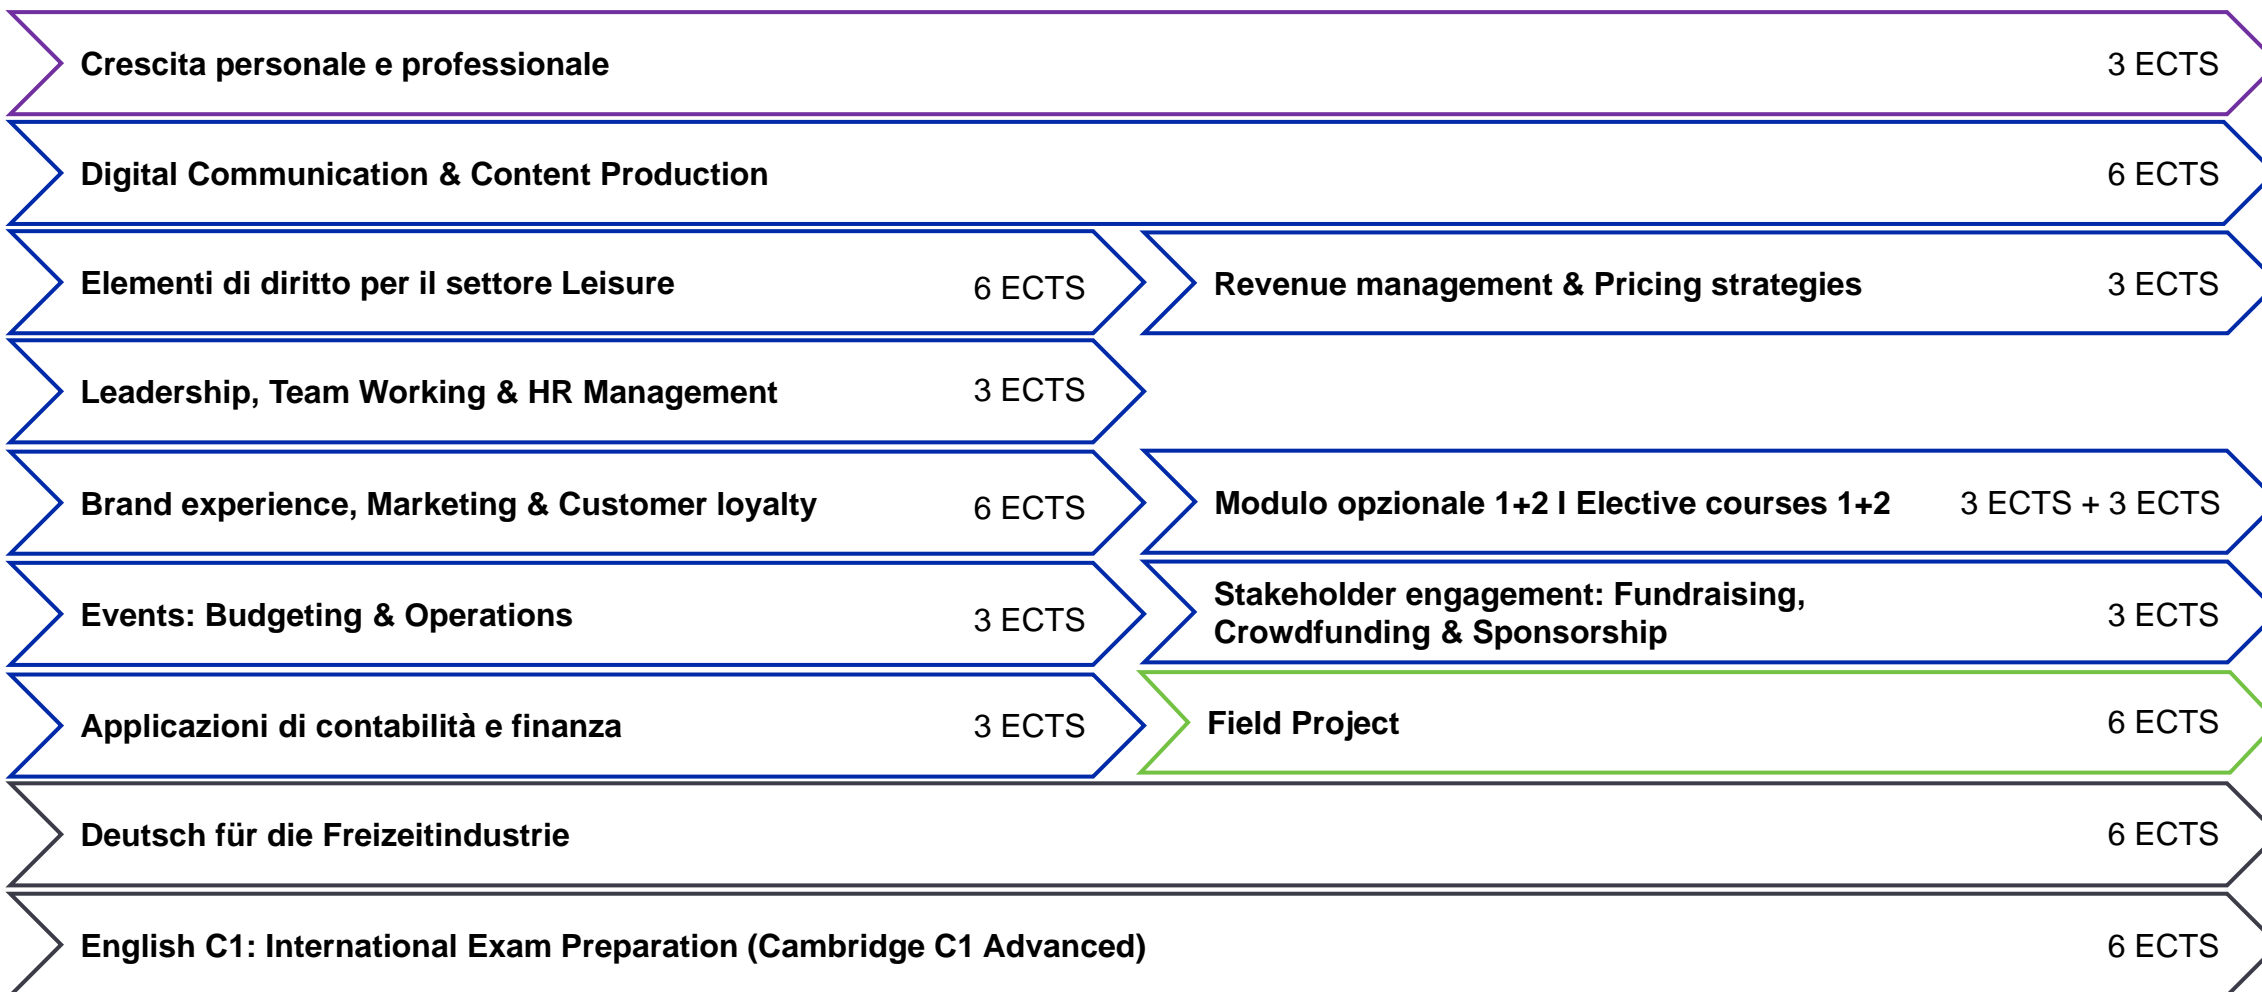 Crescita personale e professionale 3 ECTS
Digital Communication & Content Production 6 ECTS
Elementi di diritto per il settore Leisure 6 ECTS
Revenue management & Pricing strategies 3 ECTS
Leadership, Team Working & HR Management 3 ECTS
Brand experience, Marketing & Customer loyalty 6 ECTS
Modulo opzionale 1+2 I Elective courses 1+2 3 ECTS + 3 ECTS
Events: Budgeting & Operations 3 ECTS
Stakeholder engagement: Fundraising,
Crowdfunding & Sponsorship 3 ECTS
Applicazioni di contabilità e finanza 3 ECTS
Field Project 6 ECTS
Deutsch für die Freizeitindustrie 6 ECTS
English C1: International Exam Preparation (Cambridge C1 Advanced) 6 ECTS